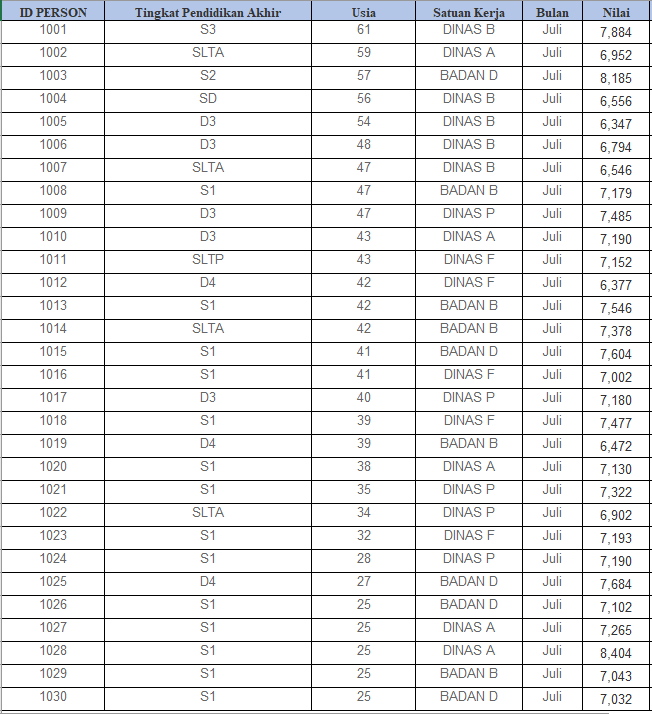 ID PERSON Tingkat Pendidikan Akhir Usia Satuan Kerja Bulan Nilai
1001 S3 61 DINAS B Juli 7,884
1002 SLTA 59 DINAS A Juli 6,952
1003 S2 57 BADAN D Juli 8,185
1004 SD 56 DINAS B Juli 6,556
1005 D3 54 DINAS B Juli 6,347
1006 D3 48 DINAS B Juli 6,794
1007 SLTA 47 DINAS B Juli 6,546
1008 S1 47 BADAN B Juli 7,179
1009 D3 47 DINAS P Juli 7,485
1010 D3 43 DINAS A Juli 7,190
1011 SLTP 43 DINAS F Juli 7,152
1012 D4 42 DINAS F Juli 6,377
1013 S1 42 BADAN B Juli 7,546
1014 SLTA 42 BADAN B Juli 7,378
1015 S1 41 BADAN D Juli 7,604
1016 S1 41 DINAS F Juli 7,002
1017 D3 40 DINAS P Juli 7,180
1018 S1 39 DINAS F Juli 7,477
1019 D4 39 BADAN B Juli 6,472
1020 S1 38 DINAS A Juli 7,130
1021 S1 35 DINAS P Juli 7,322
1022 SLTA 34 DINAS P Juli 6,902
1023 S1 32 DINAS F Juli 7,193
1024 S1 28 DINAS P Juli 7,190
1025 D4 27 BADAN D Juli 7,684
1026 S1 25 BADAN D Juli 7,102
1027 S1 25 DINAS A Juli 7,265
1028 S1 25 DINAS A Juli 8,404
1029 S1 25 BADAN B Juli 7,043
1030 S1 25 BADAN D Juli 7,032